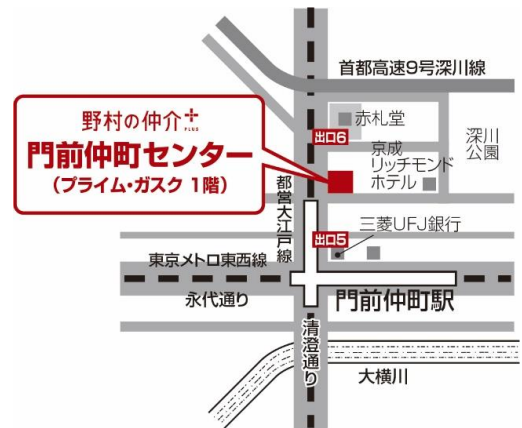 首都高速9号深川線
野村の仲介+
PLUS
門前仲町センター
(プライム・ガスク 1階)
赤札堂
出口6
深川
公園
京成
リッチモンド
ホテル
都営大江戸線
三菱UFJ銀行
出口5
東京メトロ東西線
永代通り
門前仲町駅
清澄通り
大横川